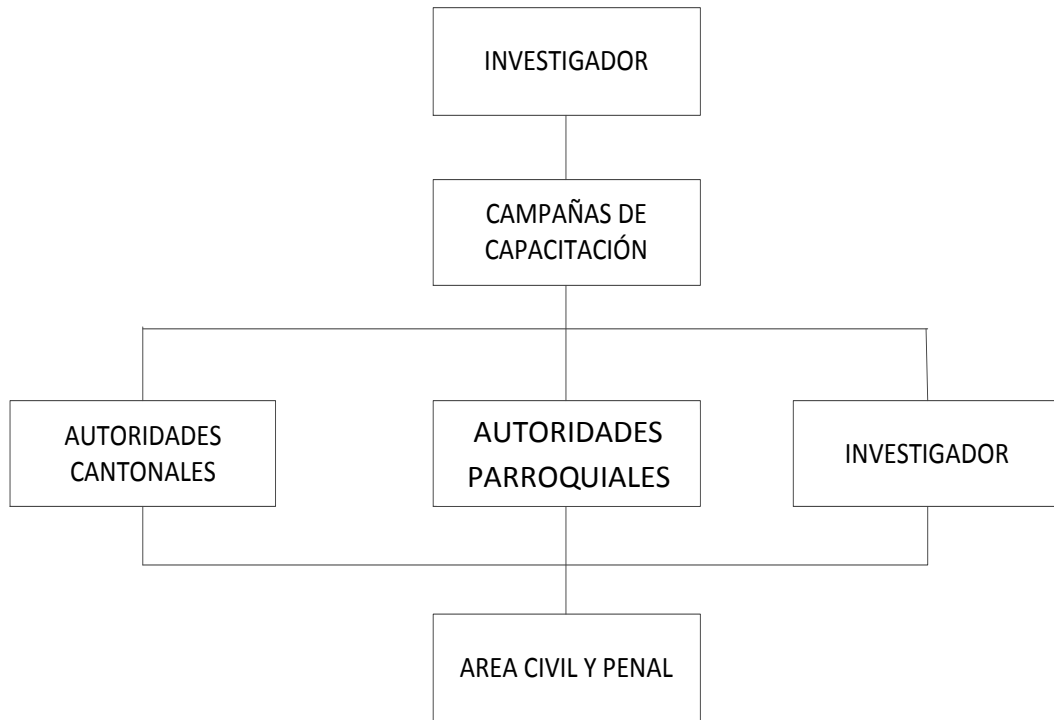 INVESTIGADOR
CAMPAÑAS DE
CAPACITACIÓN
AUTORIDADES
CANTONALES
AUTORIDADES
PARROQUIALES
INVESTIGADOR
AREA CIVIL Y PENAL